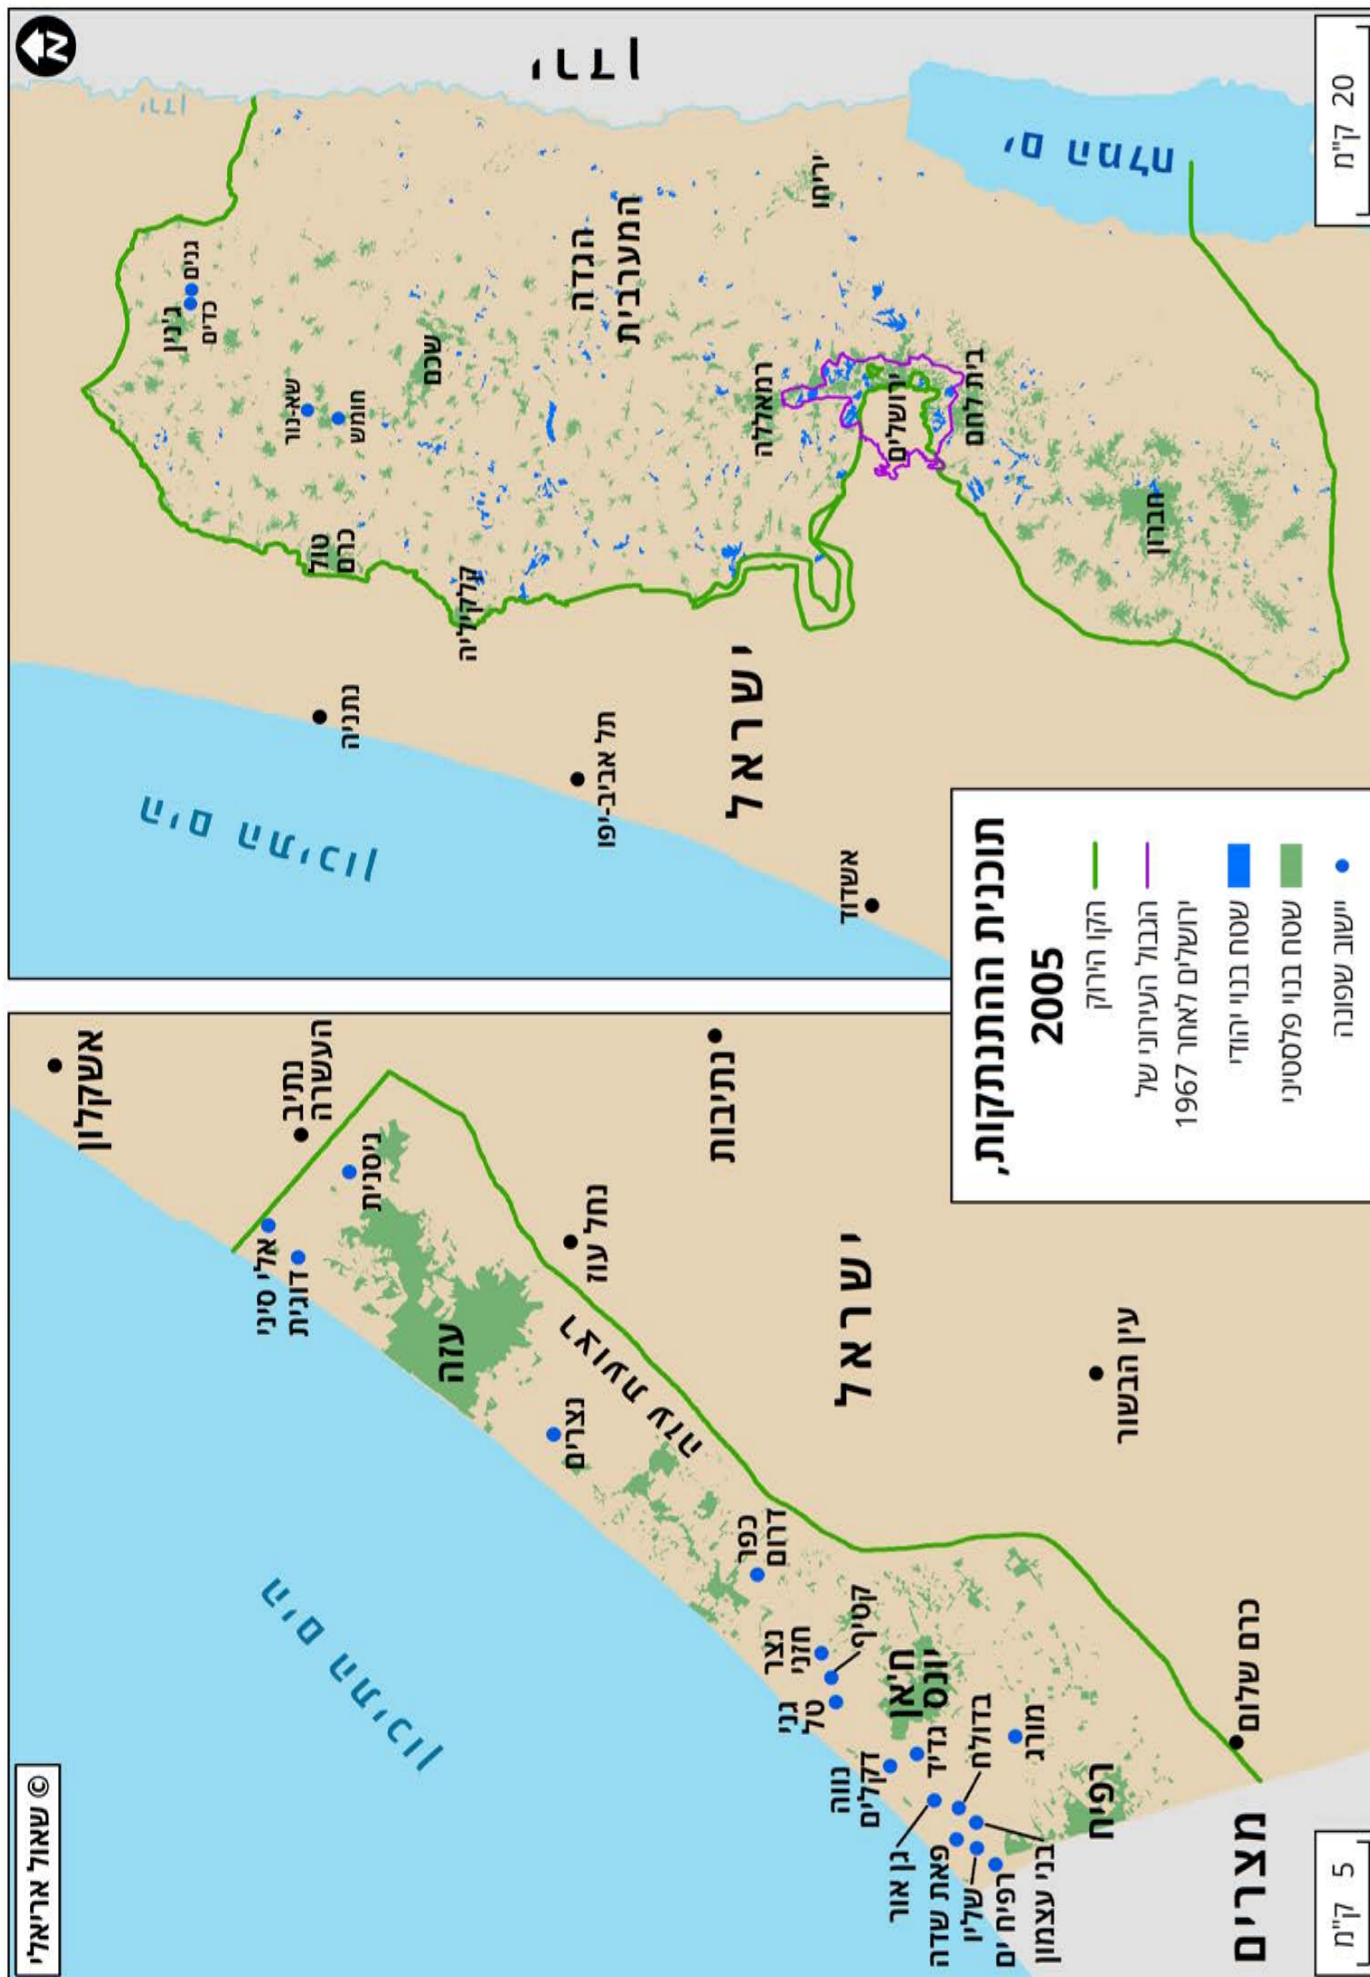 © שאול אריאלי
N
תוכנית ההתנתקות,
2005
הקו הירוק
הגבול העירוני של
ירושלים לאחר 1967
שטח בנוי יהודי
שטח בנוי פלסטיני
יישוב שפונה
אשקלון
נתיב
העשרה
ניסנית
אלי סיני
דוגית
עזה
נצרים
רצועת עזה
נחל עוז
נתיבות
ישראל
עין הבשור
כפר
דרום
נצר
חזני
קטיף
גני
טל
ח'אן
יונס
נווה
דקלים
גדיד
בדולח
מורג
גן אור
פאת שדה
שליו
רפיח ים
בני עצמון
רפיח
כרם שלום
מצרים
הים התיכון
5 ק"מ
ירדן
ירדן
ים המלח
הגדה
המערבית
יריחו
גנים
ג'נין
כדים
שא-נור
חומש
שכם
טול
כרם
קלקיליה
רמאללה
ירושלים
בית לחם
חברון
נתניה
תל אביב-יפו
ישראל
אשדוד
הים התיכון
20 ק"מ